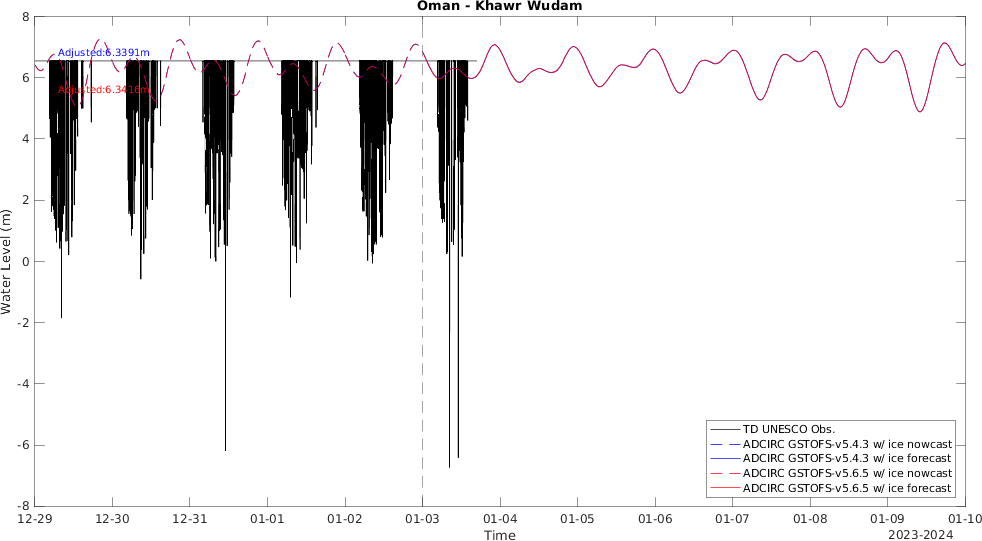 Oman - Khawr Wudam
8
6
4
2
0
-2
-4
-6
-8
Water Level (m)
Adjusted:6.3391m
Adjusted:6.3416m
TD UNESCO Obs.
ADCIRC GSTOFS-v5.4.3 w/ ice nowcast
ADCIRC GSTOFS-v5.4.3 w/ ice forecast
ADCIRC GSTOFS-v5.6.5 w/ ice nowcast
ADCIRC GSTOFS-v5.6.5 w/ ice forecast
12-29 12-30 12-31 01-01 01-02 01-03 01-04 01-05 01-06 01-07 01-08 01-09 01-10
Time
2023-2024